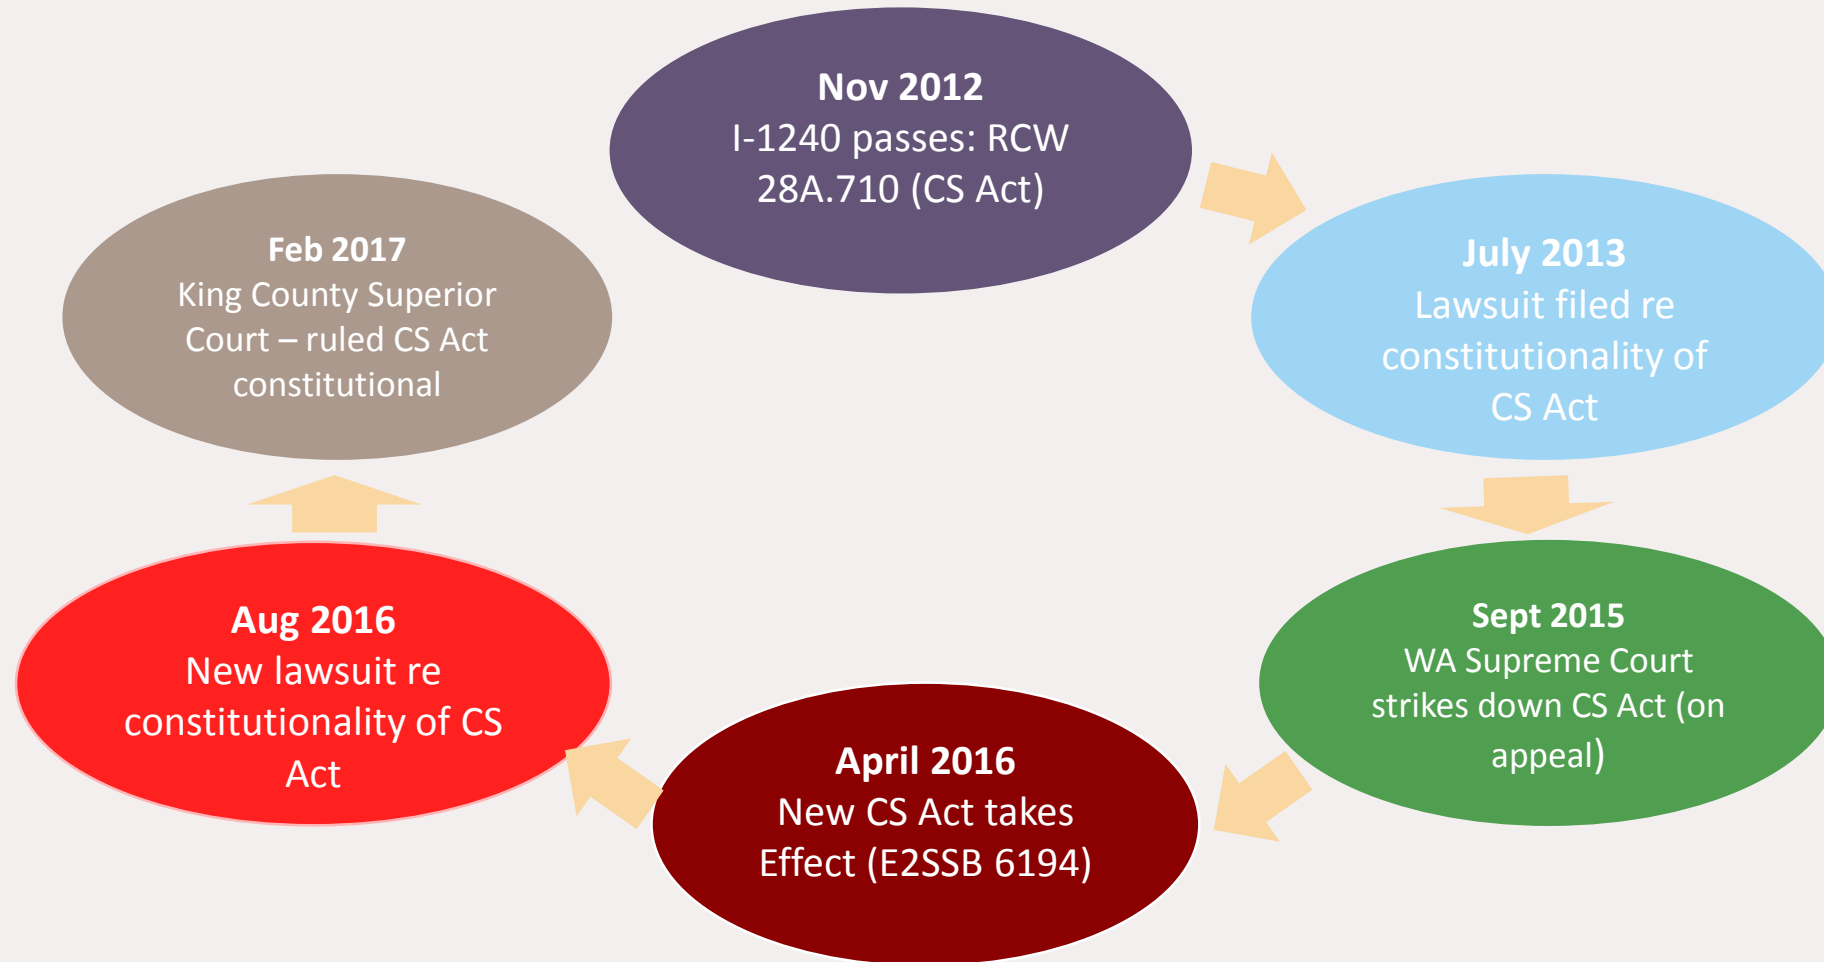 Nov 2012
I-1240 passes: RCW
28A.710 (CS Act)
July 2013
Lawsuit filed re
constitutionality of
CS Act
Sept 2015
WA Supreme Court
strikes down CS Act (on
appeal)
April 2016
New CS Act takes
Effect (E2SSB 6194)
Aug 2016
New lawsuit re
constitutionality of CS
Act
Feb 2017
King County Superior
Court – ruled CS Act
constitutional